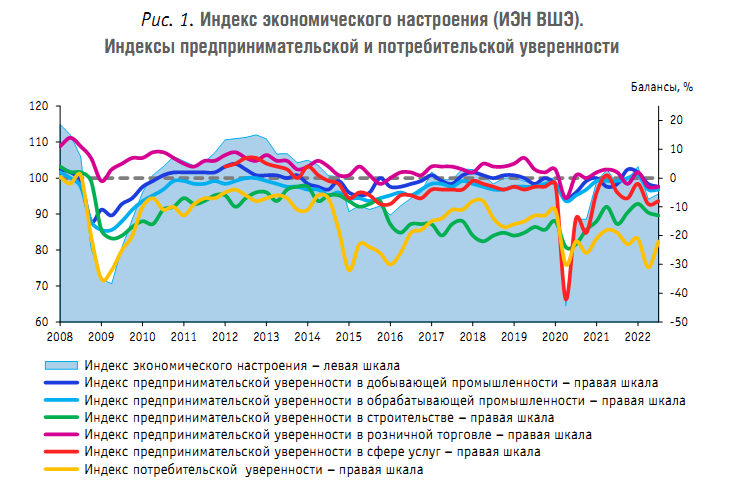 Рис. 1. Индекс экономического настроения (ИЭН ВШЭ).
Индексы предпринимательской и потребительской уверенности
Балансы, %
120
110
100
90
80
70
60
20
10
0
-10
-20
-30
-40
-50
2008 2009 2010 2011 2012 2013 2014 2015 2016 2017 2018 2019 2020 2021 2022
Индекс экономического настроения – левая шкала
Индекс предпринимательской уверенности в добывающей промышленности – правая шкала
Индекс предпринимательской уверенности в обрабатывающей промышленности – правая шкала
Индекс предпринимательской уверенности в строительстве – правая шкала
Индекс предпринимательской уверенности в розничной торговле – правая шкала
Индекс предпринимательской уверенности в сфере услуг – правая шкала
Индекс потребительской уверенности – правая шкала